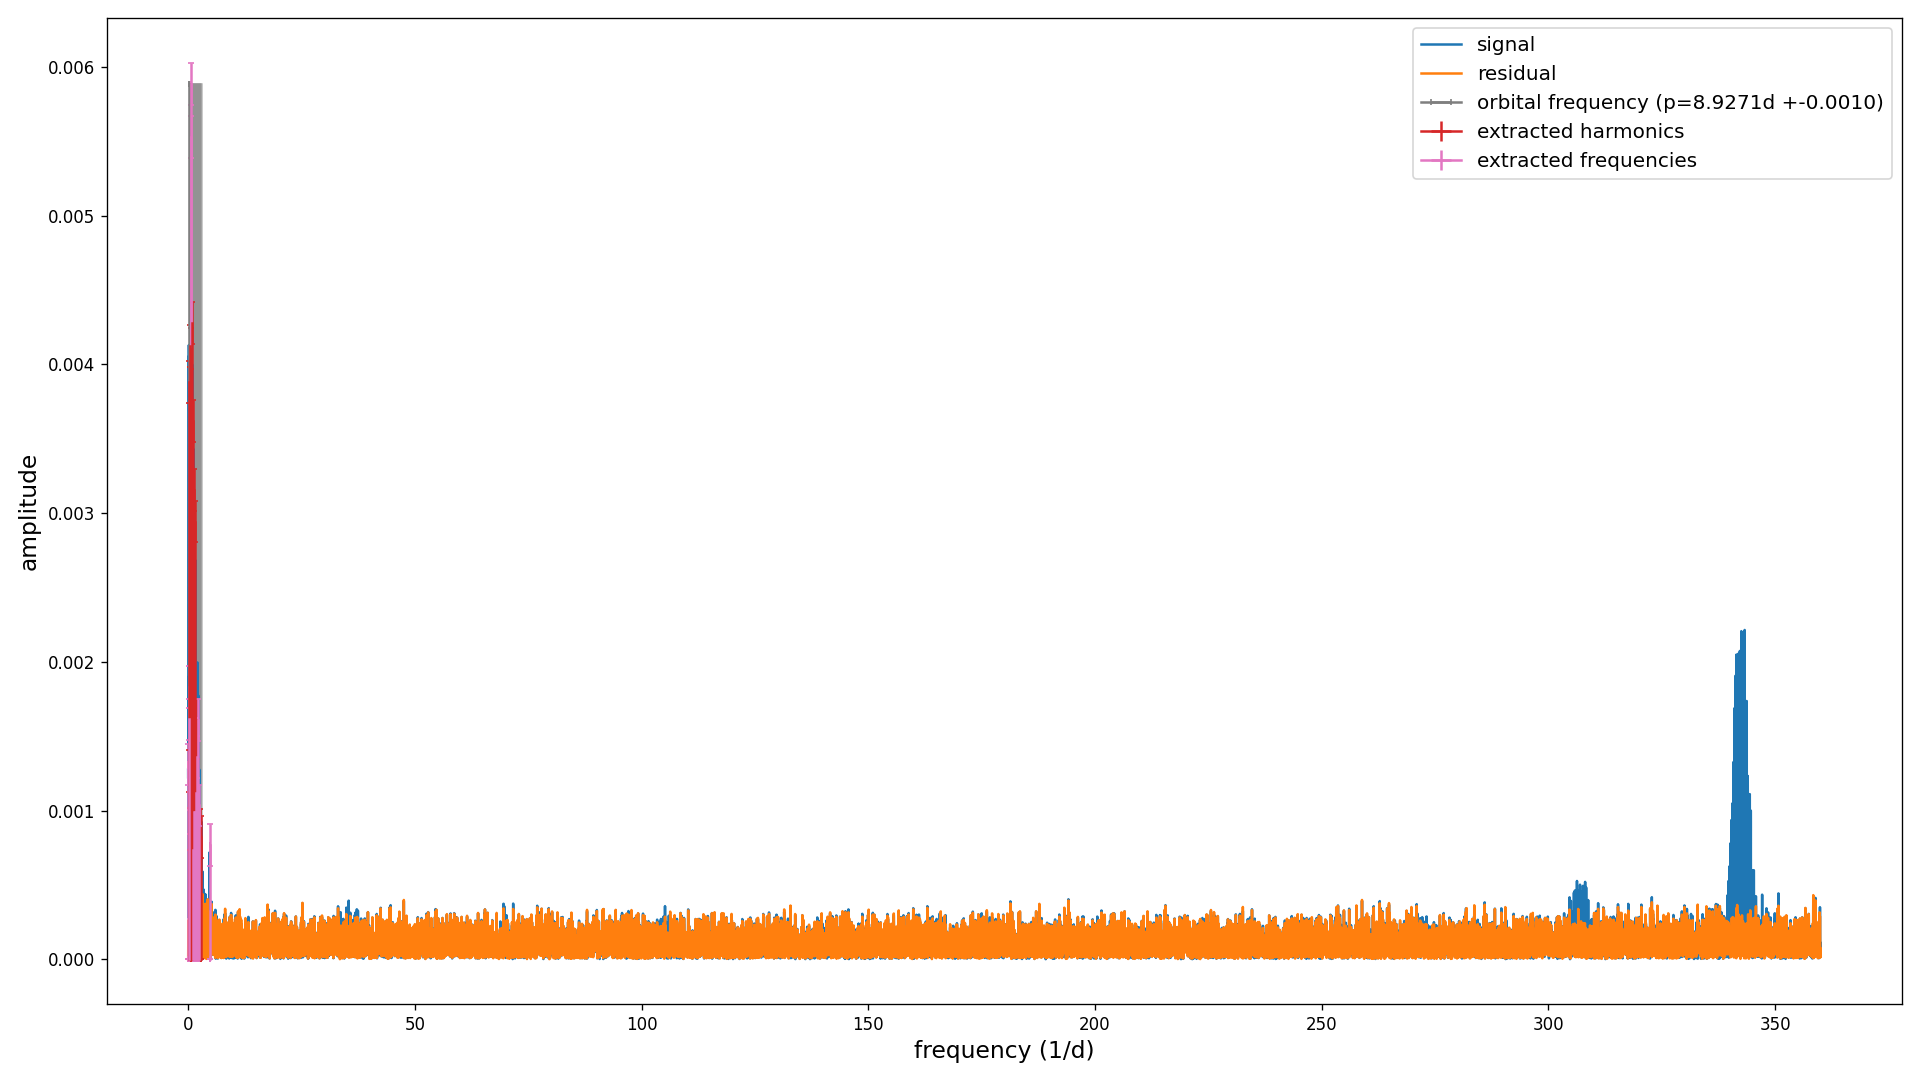 signal
residual
orbital frequency (p=8.9271d +-0.0010)
extracted harmonics
extracted frequencies
amplitude
0.006
0.005
0.004
0.003
0.002
0.001
0.000
0 50 100 150 200 250 300 350
frequency (1/d)